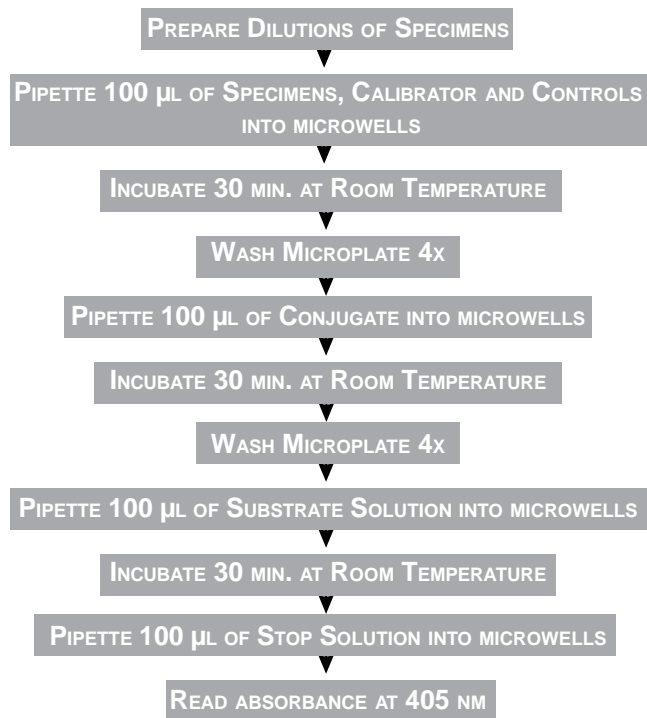 Prepare Dilutions of Specimens
Pipette 100 µl of Specimens, Calibrator and Controls
into microwells
Incubate 30 min. at Room Temperature
Wash Microplate 4x
Pipette 100 µl of Conjugate into microwells
Incubate 30 min. at Room Temperature
Wash Microplate 4x
Pipette 100 µl of Substrate Solution into microwells
Incubate 30 min. at Room Temperature
Pipette 100 µl of Stop Solution into microwells
Read absorbance at 405 nm